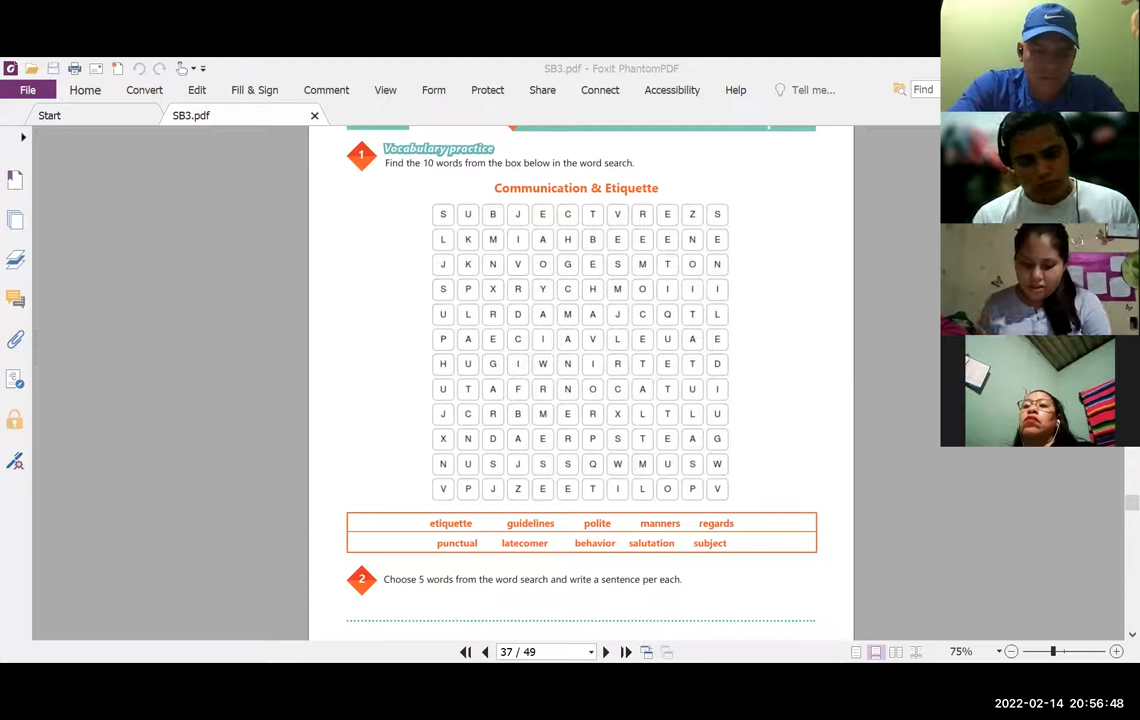 SB3.pdf - Foxit PhantomPDF
File Home Convert Edit Fill & Sign Comment View Form Protect Share Connect Accessibility Help Tell me... Find
Start SB3.pdf
1 Vocabulary practice
Find the 10 words from the box below in the word search.
Communication & Etiquette
S U B J E C T V R E Z S
L K M I A H B E E E N E
J K N V O G E S M T O N
S P X R Y C H M O I I I
U L R D A M A J C Q T L
P A E C I A V L E U A E
H U G I W N I R T E T D
U T A F R N O C A T U I
J C R B M E R X L T L U
X N D A E R P S T E A G
N U S J S S Q W M U S W
V P J Z E E T I L O P V
etiquette guidelines polite manners regards
punctual latecomer behavior salutation subject
2 Choose 5 words from the word search and write a sentence per each.
37 / 49
75%
2022-02-14 20:56:48